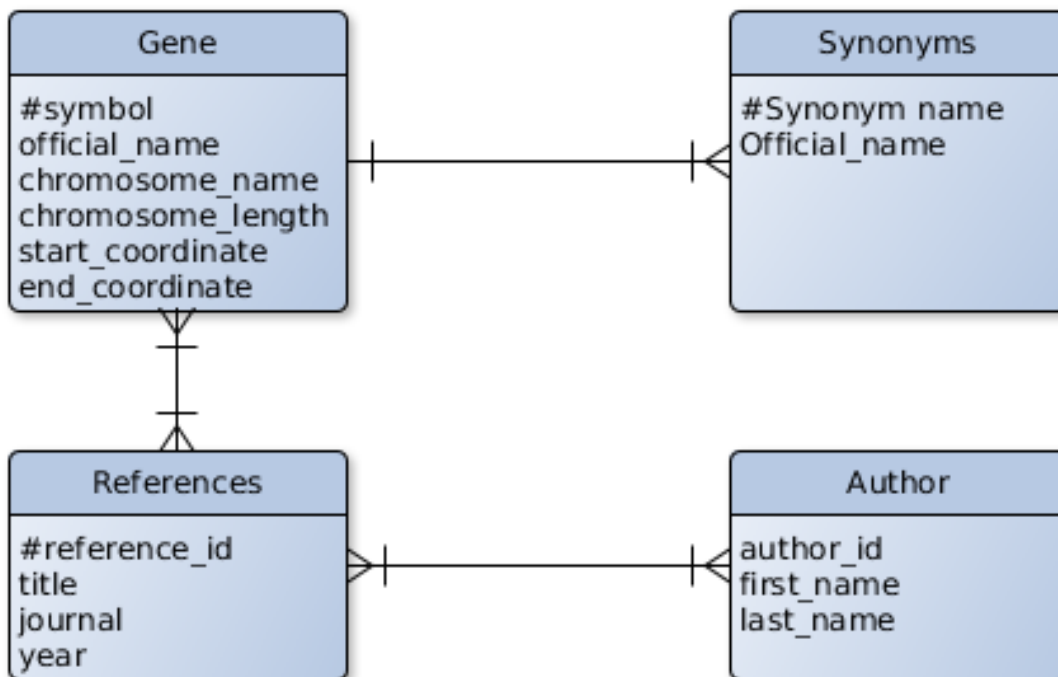 Gene
#symbol
official_name
chromosome_name
chromosome_length
start_coordinate
end_coordinate
Synonyms
#Synonym name
Official_name
References
#reference_id
title
journal
year
Author
author_id
first_name
last_name